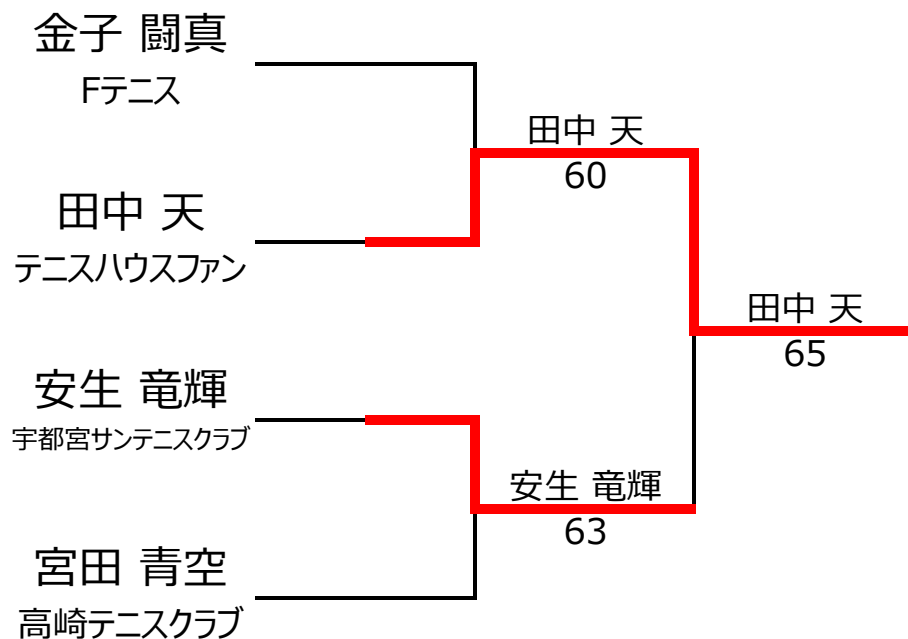 金子 闘真
Fテニス
田中 天
60
田中 天
テニスハウスファン
田中 天
65
安生 竜輝
宇都宮サンテニスクラブ
安生 竜輝
63
宮田 青空
高崎テニスクラブ